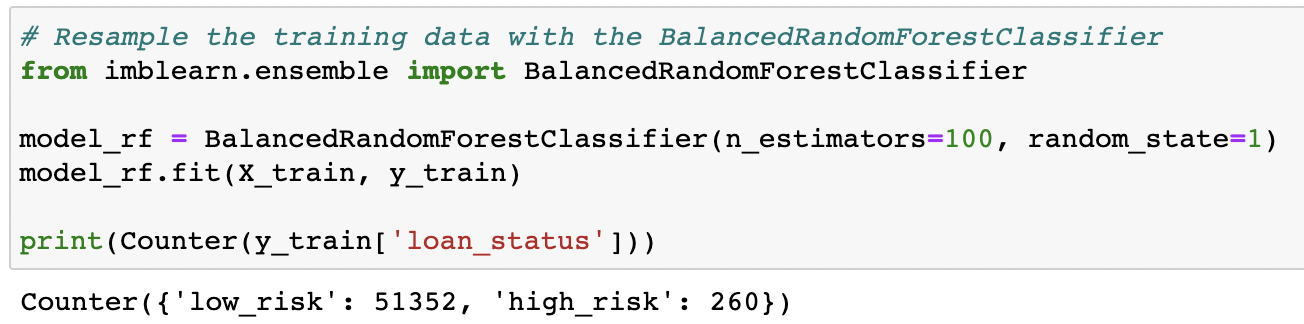 # Resample the training data with the BalancedRandomForestClassifier
from imblearn.ensemble import BalancedRandomForestClassifier
model_rf = BalancedRandomForestClassifier(n_estimators=100, random_state=1)
model_rf.fit(X_train, y_train)
print(Counter(y_train['loan_status']))
Counter({'low_risk': 51352, 'high_risk': 260})